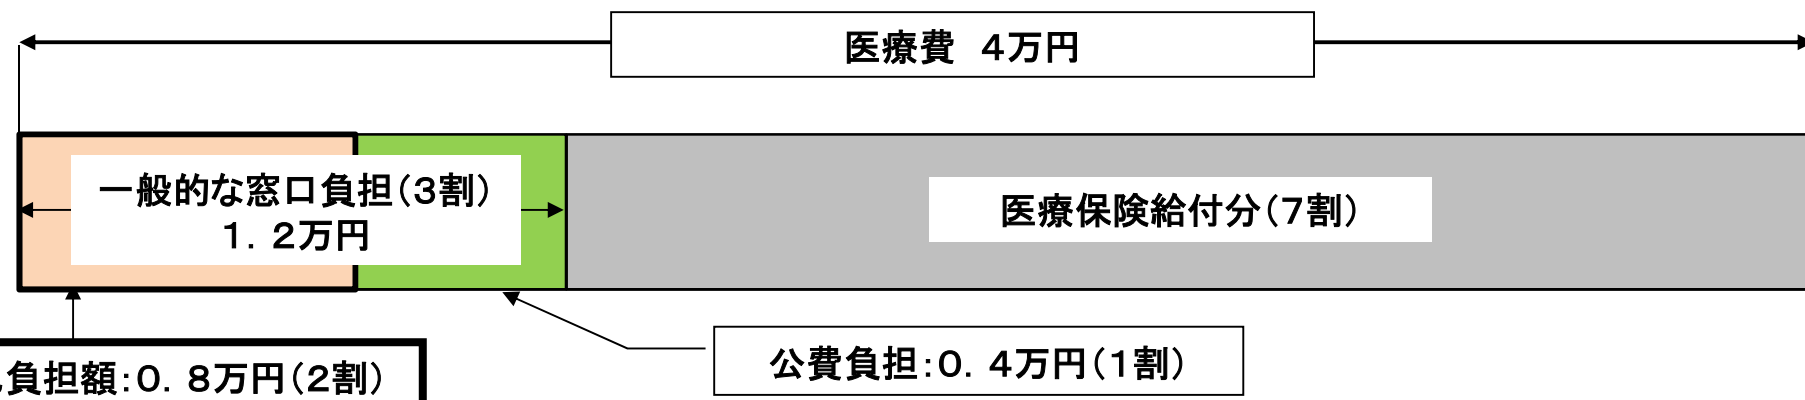 医療費　4万円
一般的な窓口負担(3割)
1．2万円
医療保険給付分(7割)
負担額:0．8万円(2割)
公費負担:0．4万円(1割)